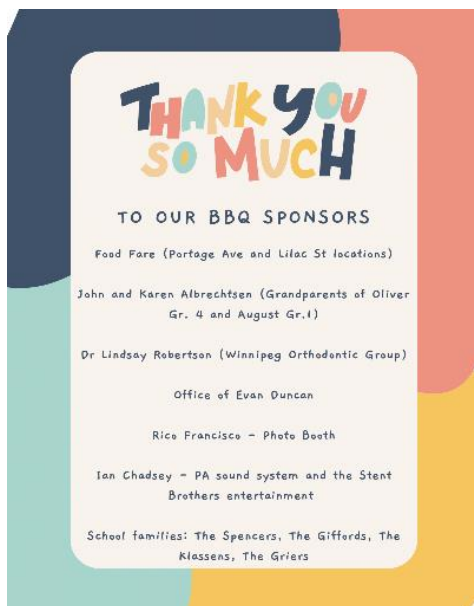 THANK YOU
SO MUCH
TO OUR BBQ SPONSORS
Food Fare (Portage Ave and Lilac St locations)
John and Karen Albrechtsen (Grandparents of Oliver
Gr. 4 and August Gr.1)
Dr Lindsay Robertson (Winnipeg Orthodontic Group)
Office of Evan Duncan
Rico Francisco - Photo Booth
Ian Chadsey - PA sound system and the Stent
Brothers entertainment
School families: The Spencers, The Giffords, The
Klassens, The Griers